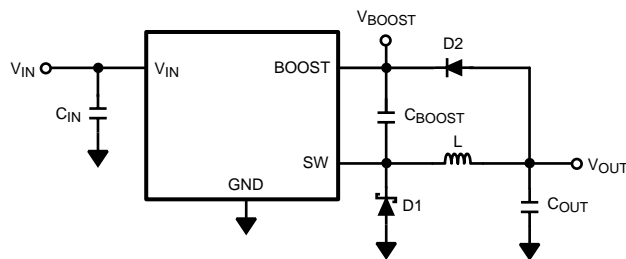 VBOOST
D2
VIN
VIN
BOOST
CIN
CBOOST
L
SW
VOUT
GND
D1
COUT